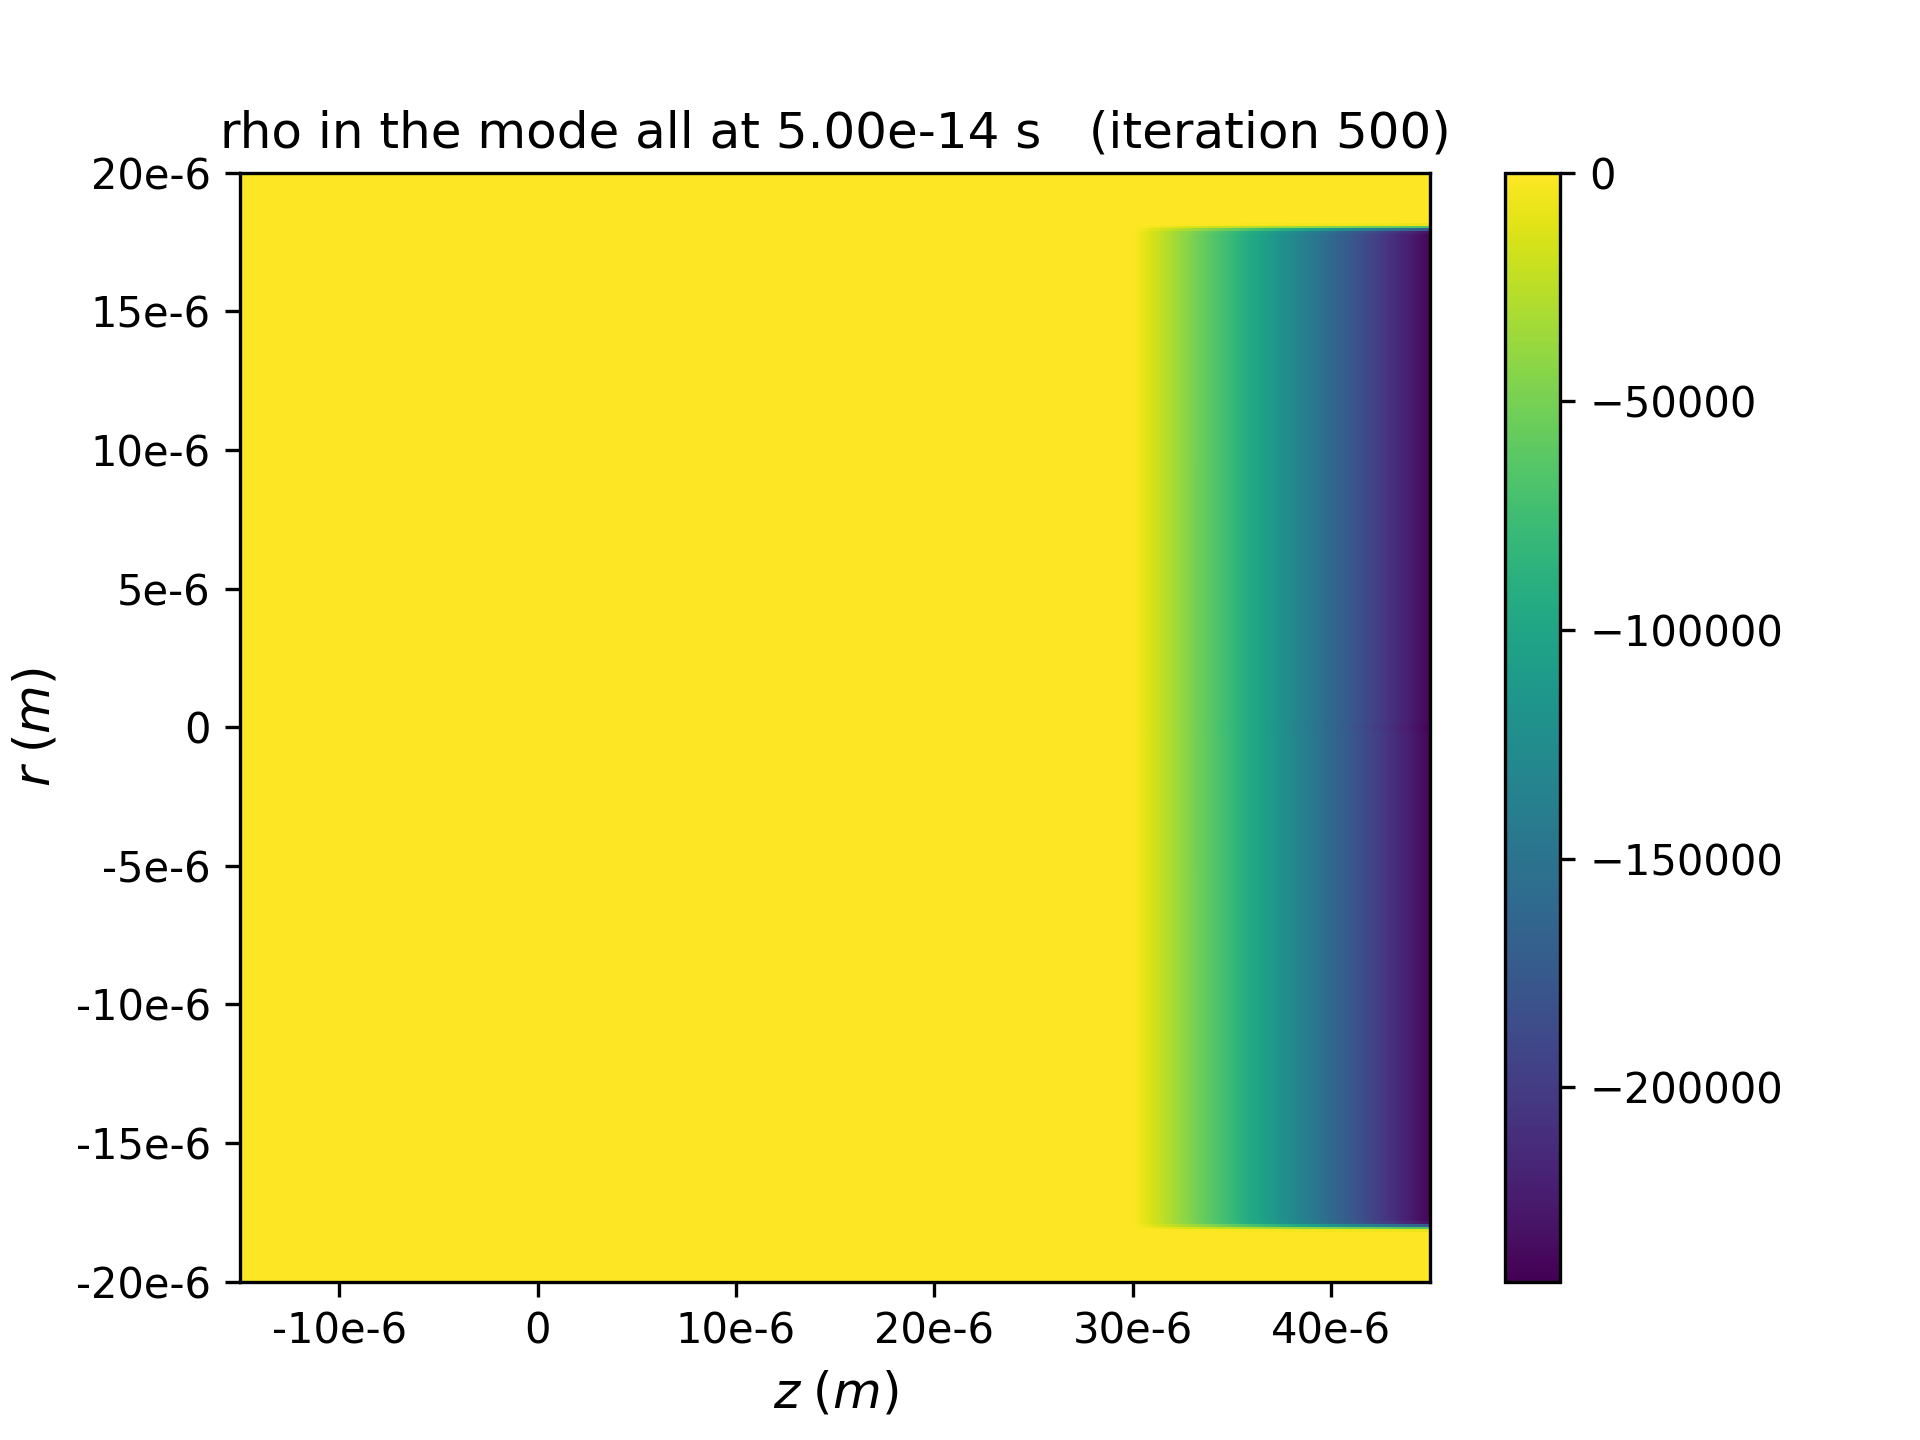 rho in the mode all at 5.00e-14 s (iteration 500)
20e-6
15e-6
10e-6
5e-6
0
-5e-6
-10e-6
-15e-6
-20e-6
r (m)
-10e-6 0 10e-6 20e-6 30e-6 40e-6
z (m)
0
−50000
−100000
−150000
−200000